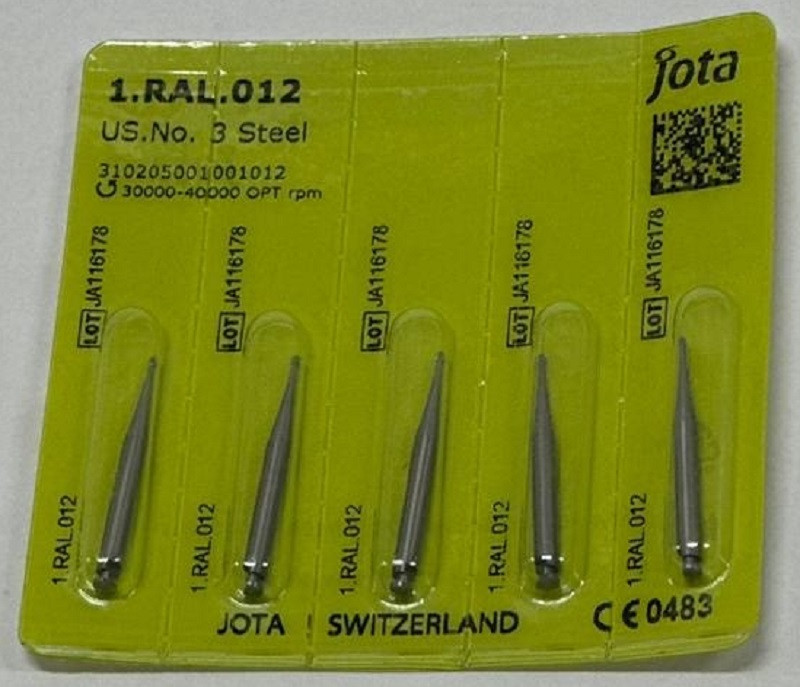 jota
1.RAL.012
US.No. 3 Steel
310205001001012
30000-40000 OPT rpm
LOT JA116178
LOT JA116178
LOT JA116178
LOT JA116178
LOT JA116178
1.RAL.012
1.RAL.012
1.RAL.012
1.RAL.012
1.RAL.012
JOTA SWITZERLAND CE 0483